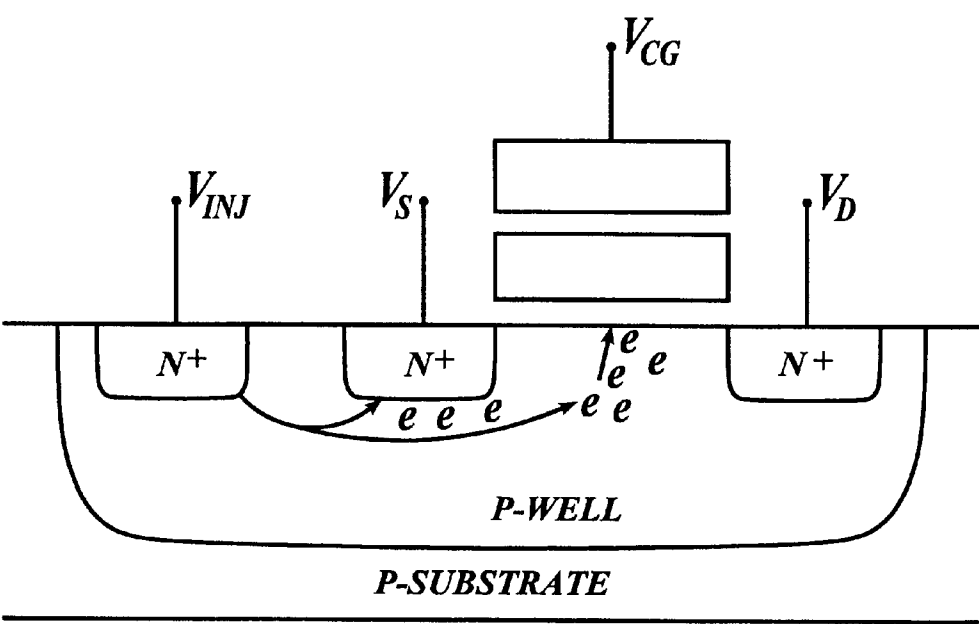 V_CG
V_INJ V_S V_D
N+ N+ N+
e e
e
e e e e e
P-WELL
P-SUBSTRATE